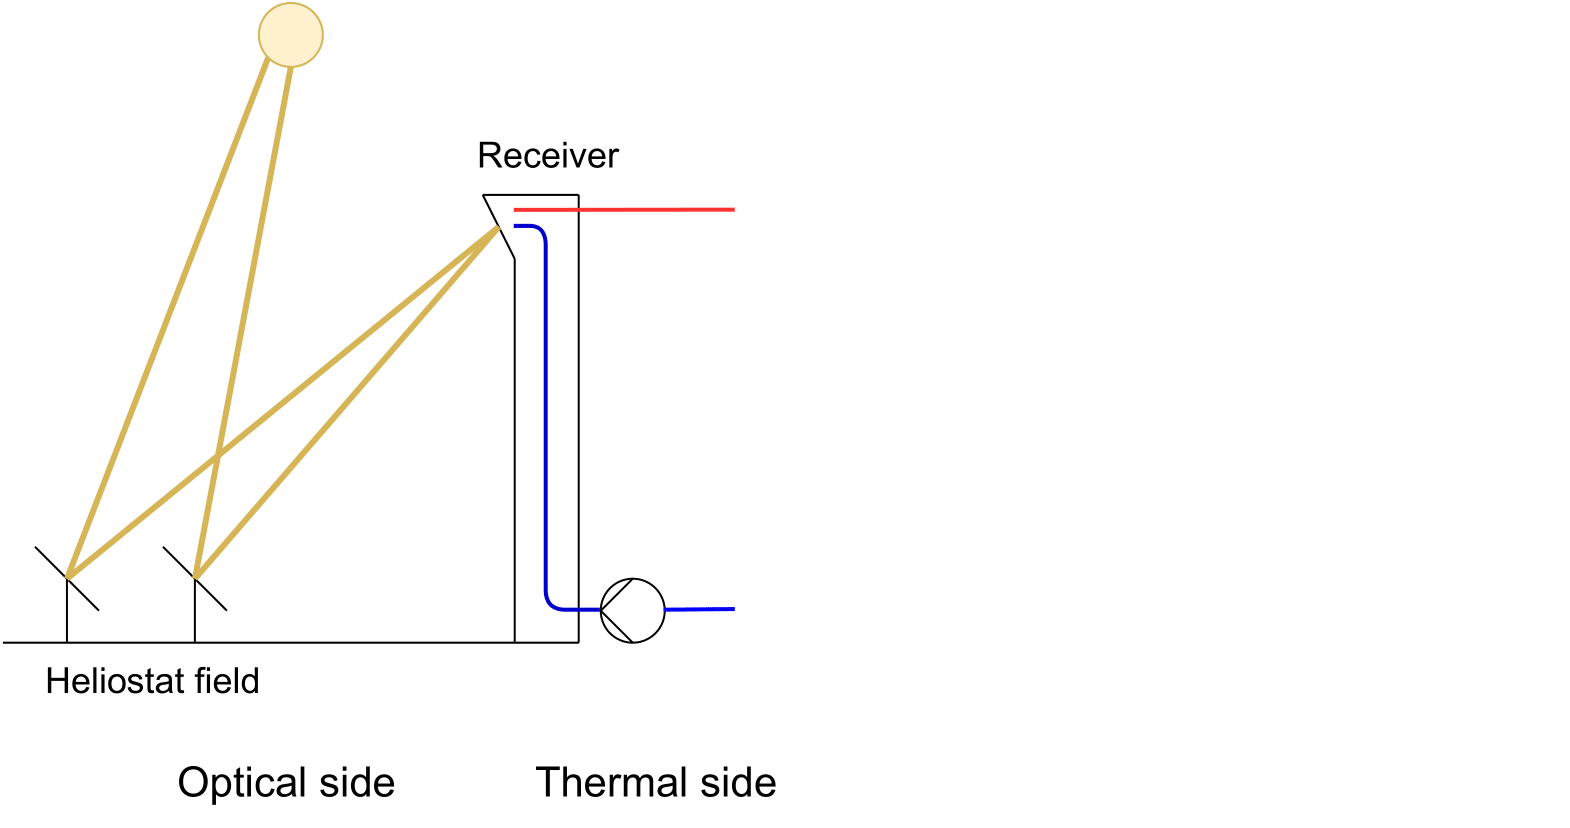 Receiver
Heliostat field
Optical side
Thermal side